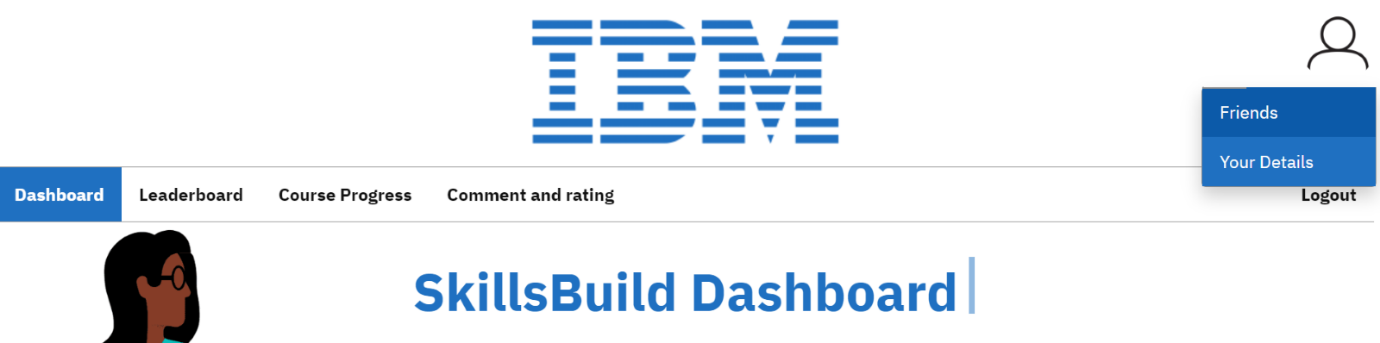 IBM
Friends
Your Details
Dashboard Leaderboard Course Progress Comment and rating Logout
SkillsBuild Dashboard